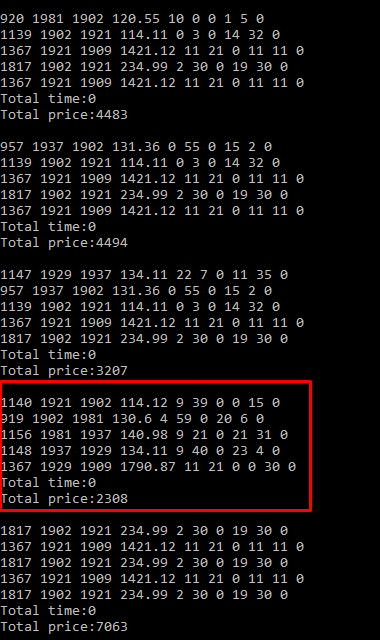 920 1981 1902 120.55 10 0 0 1 5 0
1139 1902 1921 114.11 0 3 0 14 32 0
1367 1921 1909 1421.12 11 21 0 11 11 0
1817 1902 1921 234.99 2 30 0 19 30 0
1367 1921 1909 1421.12 11 21 0 11 11 0
Total time:0
Total price:4483
957 1937 1902 131.36 0 55 0 15 2 0
1139 1902 1921 114.11 0 3 0 14 32 0
1367 1921 1909 1421.12 11 21 0 11 11 0
1817 1902 1921 234.99 2 30 0 19 30 0
1367 1921 1909 1421.12 11 21 0 11 11 0
Total time:0
Total price:4494
1147 1929 1937 134.11 22 7 0 11 35 0
957 1937 1902 131.36 0 55 0 15 2 0
1139 1902 1921 114.11 0 3 0 14 32 0
1367 1921 1909 1421.12 11 21 0 11 11 0
1817 1902 1921 234.99 2 30 0 19 30 0
Total time:0
Total price:3207
1140 1921 1902 114.12 9 39 0 0 15 0
919 1902 1981 130.6 4 59 0 20 6 0
1156 1981 1937 140.98 9 21 0 21 31 0
1148 1937 1929 134.11 9 40 0 23 4 0
1367 1929 1909 1790.87 11 21 0 0 30 0
Total time:0
Total price:2308
1817 1902 1921 234.99 2 30 0 19 30 0
1367 1921 1909 1421.12 11 21 0 11 11 0
1817 1902 1921 234.99 2 30 0 19 30 0
1367 1921 1909 1421.12 11 21 0 11 11 0
1817 1902 1921 234.99 2 30 0 19 30 0
Total time:0
Total price:7063